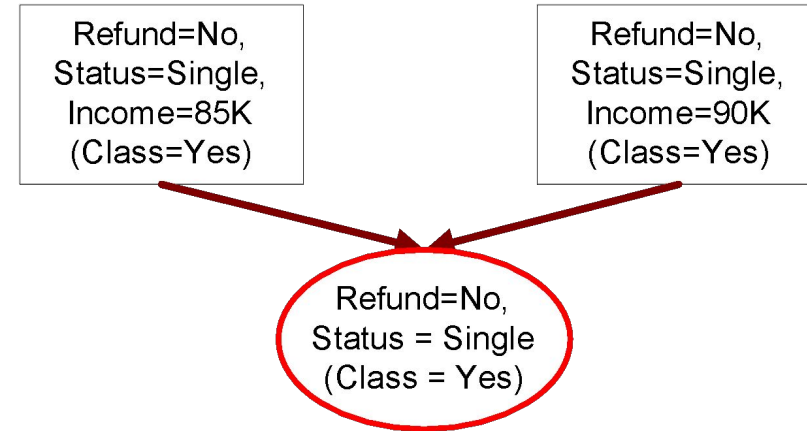 Refund=No,
Status=Single,
Income=85K
(Class=Yes)
Refund=No,
Status=Single,
Income=90K
(Class=Yes)
Refund=No,
Status = Single
(Class = Yes)